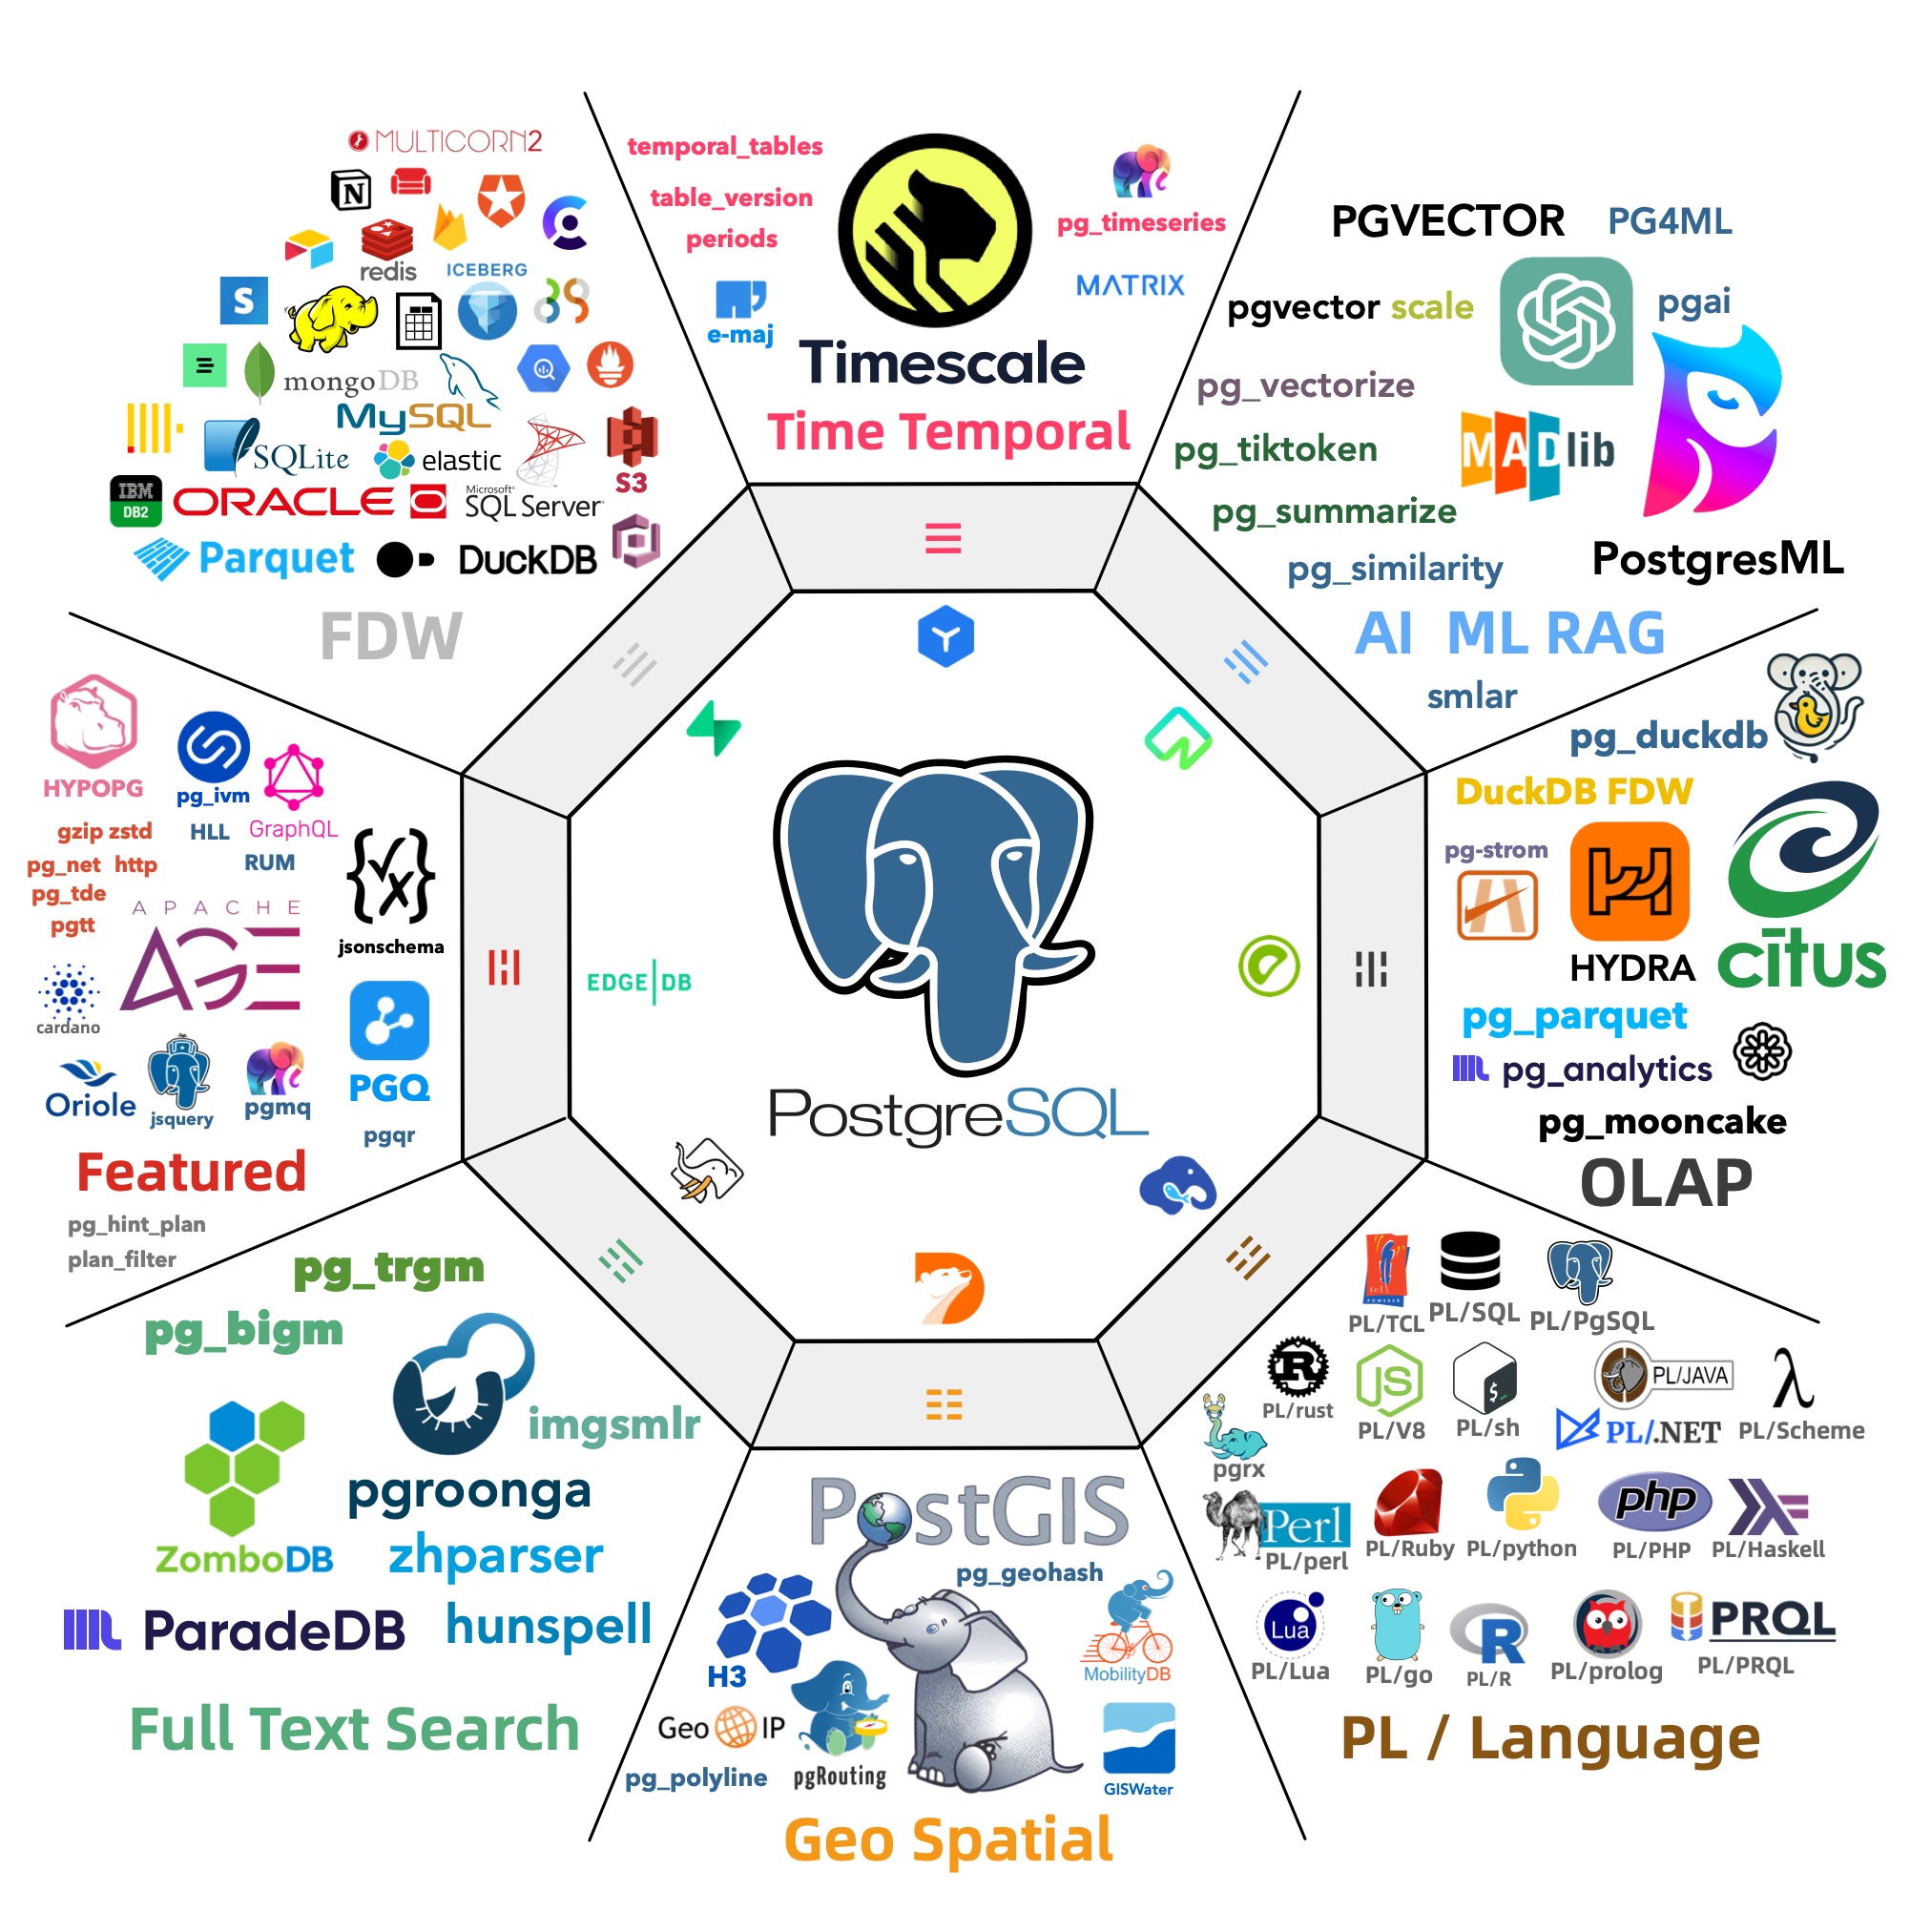 MULTICORN2
N
redis
ICEBERG
S
mongoDB
MySQL
SQLite
elastic
S3
IBM
DB2
ORACLE
Microsoft®
SQL Server
Parquet
DuckDB
FDW
temporal_tables
table_version
periods
e-maj
pg_timeseries
MATRIX
Timescale
Time Temporal
PGVECTOR
PG4ML
pgvector scale
pgai
pg_vectorize
pg_tiktoken
MADlib
pg_summarize
pg_similarity
PostgresML
AI ML RAG
smlar
pg_duckdb
DuckDB FDW
pg-strom
HYDRA
citus
pg_parquet
pg_analytics
pg_mooncake
OLAP
HYPOPG
pg_ivm
GraphQL
gzip zstd
HLL
pg_net http
RUM
pg_tde
pgtt
APACHE
AGE
jsonschema
cardano
Oriole
jsquery
pgmq
PGQ
pgqr
Featured
pg_hint_plan
plan_filter
EDGE|DB
PostgreSQL
pg_trgm
pg_bigm
imgsmlr
pgroonga
ZomboDB
zhparser
ParadeDB
hunspell
Full Text Search
PostGIS
pg_geohash
H3
MobilityDB
Geo IP
pg_polyline
pgRouting
GISWater
Geo Spatial
tcl
POWERED
PL/TCL
PL/SQL
PL/PgSQL
R
PL/rust
JS
PL/V8
$_
PL/sh
PL/JAVA
PL/.NET
λ
PL/Scheme
pgrx
Perl
PL/perl
PL/Ruby
PL/python
php
PL/PHP
PL/Haskell
Lua
PL/Lua
PL/go
R
PL/R
PL/prolog
PRQL
PL/PRQL
PL / Language